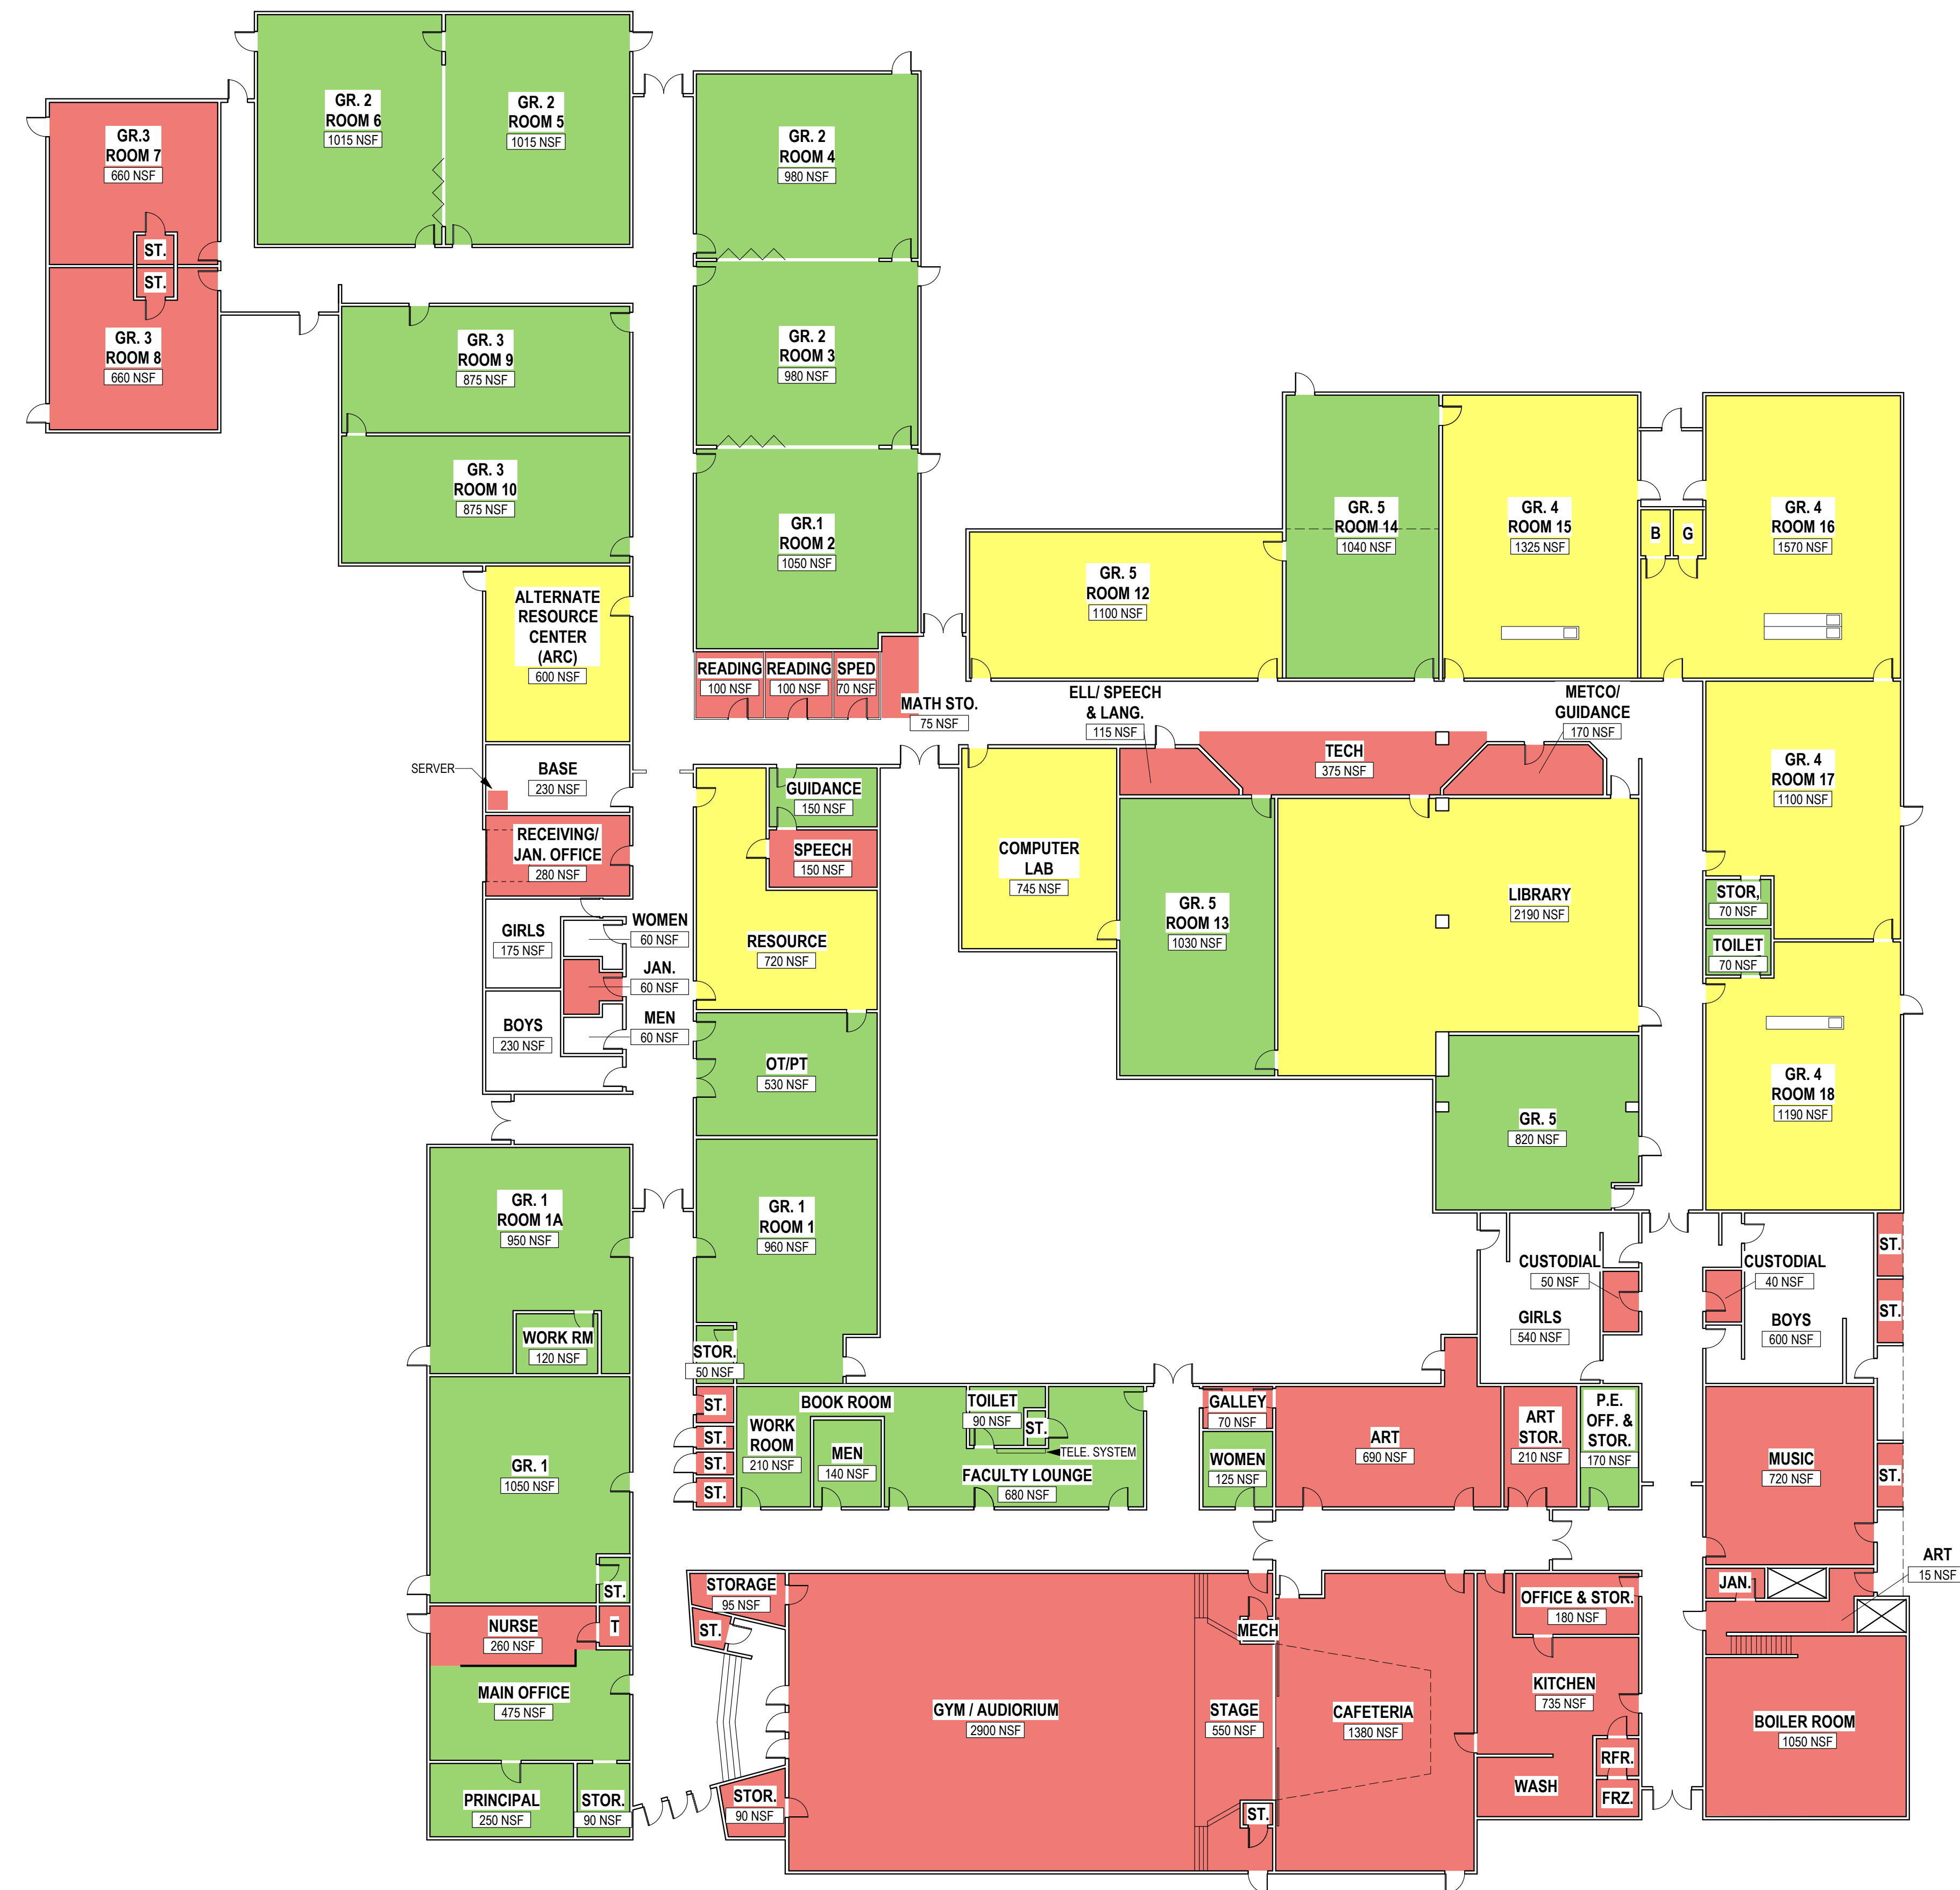 GR. 2
ROOM 6
1015 NSF
GR. 2
ROOM 5
1015 NSF
GR.3
ROOM 7
660 NSF
ST.
ST.
GR. 3
ROOM 8
660 NSF
GR. 2
ROOM 4
980 NSF
GR. 2
ROOM 3
980 NSF
GR. 3
ROOM 9
875 NSF
GR. 3
ROOM 10
875 NSF
GR.1
ROOM 2
1050 NSF
GR. 5
ROOM 12
1100 NSF
GR. 5
ROOM 14
1040 NSF
GR. 4
ROOM 15
1325 NSF
B
G
GR. 4
ROOM 16
1570 NSF
ALTERNATE
RESOURCE
CENTER
(ARC)
600 NSF
READING
100 NSF
READING
100 NSF
SPED
70 NSF
MATH STO.
75 NSF
ELL/ SPEECH
& LANG.
115 NSF
TECH
375 NSF
METCO/
GUIDANCE
170 NSF
GR. 4
ROOM 17
1100 NSF
SERVER
BASE
230 NSF
GUIDANCE
150 NSF
SPEECH
150 NSF
RECEIVING/
JAN. OFFICE
280 NSF
COMPUTER
LAB
745 NSF
GR. 5
ROOM 13
1030 NSF
LIBRARY
2190 NSF
STOR,
70 NSF
TOILET
70 NSF
GIRLS
175 NSF
WOMEN
60 NSF
JAN.
60 NSF
MEN
60 NSF
BOYS
230 NSF
RESOURCE
720 NSF
OT/PT
530 NSF
GR. 5
820 NSF
GR. 4
ROOM 18
1190 NSF
GR. 1
ROOM 1A
950 NSF
WORK RM
120 NSF
GR. 1
ROOM 1
960 NSF
STOR.
50 NSF
CUSTODIAL
50 NSF
GIRLS
540 NSF
CUSTODIAL
40 NSF
BOYS
600 NSF
ST.
ST.
GR. 1
1050 NSF
ST.
ST.
ST.
ST.
ST.
BOOK ROOM
WORK
ROOM
210 NSF
MEN
140 NSF
TOILET
90 NSF
ST.
TELE. SYSTEM
FACULTY LOUNGE
680 NSF
GALLEY
70 NSF
WOMEN
125 NSF
ART
690 NSF
ART
STOR.
210 NSF
P.E.
OFF. &
STOR.
170 NSF
MUSIC
720 NSF
ST.
ART
15 NSF
JAN.
NURSE
260 NSF
T
MAIN OFFICE
475 NSF
PRINCIPAL
250 NSF
STOR.
90 NSF
STORAGE
95 NSF
ST.
STOR.
90 NSF
GYM / AUDIORIUM
2900 NSF
MECH
STAGE
550 NSF
ST.
CAFETERIA
1380 NSF
OFFICE & STOR.
180 NSF
KITCHEN
735 NSF
RFR.
WASH
FRZ.
BOILER ROOM
1050 NSF